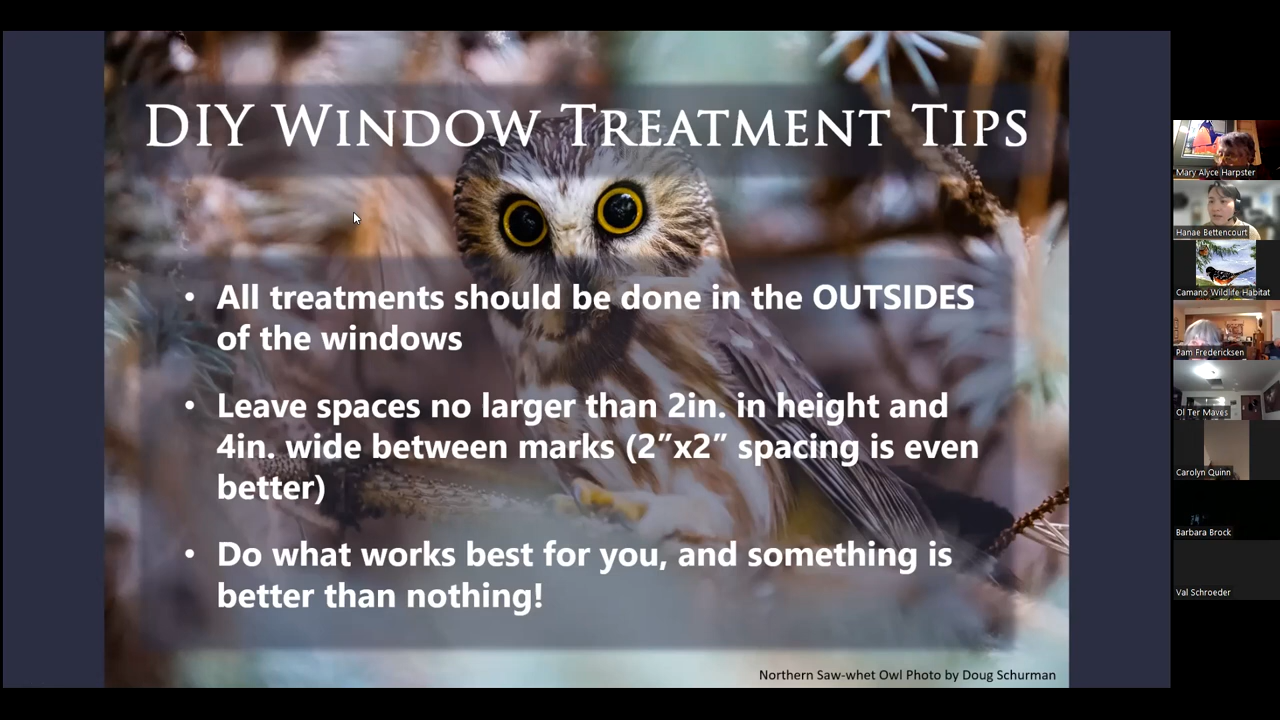 DIY WINDOW TREATMENT TIPS
• All treatments should be done in the OUTSIDES
of the windows
• Leave spaces no larger than 2in. in height and
4in. wide between marks (2”x2” spacing is even
better)
• Do what works best for you, and something is
better than nothing!
Northern Saw-whet Owl Photo by Doug Schurman
Mary Alyce Harpster
Hanae Bettencourt
Camano Wildlife Habitat
Pam Fredericksen
Ol Ter Maves
Carolyn Quinn
Barbara Brock
Val Schroeder